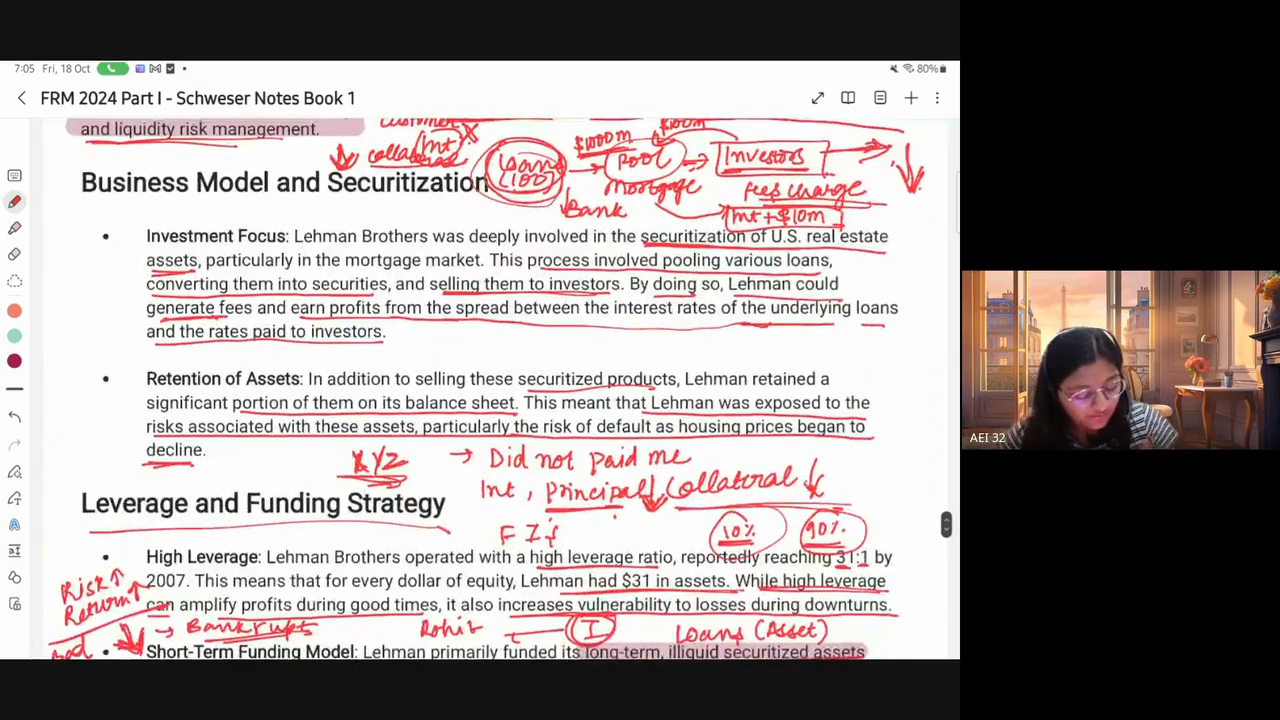 7:05 Fri, 18 Oct
80%
FRM 2024 Part I - Schweser Notes Book 1
and liquidity risk management.
Customer
$1000m
$100m
Int X
collateral
Loans
(100)
Pool
Investors
Mortgage
Fees charge
Business Model and Securitization
Bank
Int + $10m
• Investment Focus: Lehman Brothers was deeply involved in the securitization of U.S. real estate
assets, particularly in the mortgage market. This process involved pooling various loans,
converting them into securities, and selling them to investors. By doing so, Lehman could
generate fees and earn profits from the spread between the interest rates of the underlying loans
and the rates paid to investors.
• Retention of Assets: In addition to selling these securitized products, Lehman retained a
significant portion of them on its balance sheet. This meant that Lehman was exposed to the
risks associated with these assets, particularly the risk of default as housing prices began to
decline.
XYZ → Did not paid me
Int, Principal ↓ Collateral ↓
Leverage and Funding Strategy
FIs 10% 90%
• High Leverage: Lehman Brothers operated with a high leverage ratio, reportedly reaching 31:1 by
2007. This means that for every dollar of equity, Lehman had $31 in assets. While high leverage
can amplify profits during good times, it also increases vulnerability to losses during downturns.
Risk ↑
Return ↑
→ Bankrupts Rohit I Loans (Asset)
Bad
• Short-Term Funding Model: Lehman primarily funded its long-term, illiquid securitized assets
AEI 32